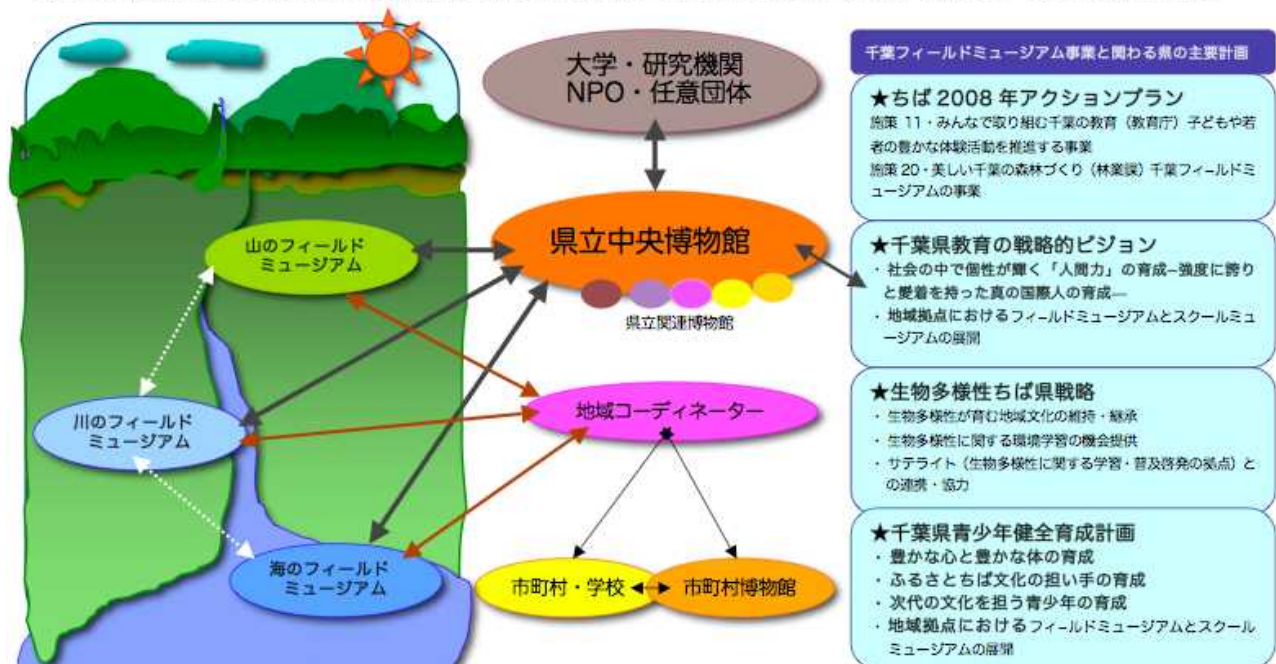 大学・研究機関
NPO・任意団体
県立中央博物館
県立関連博物館
山のフィールド
ミュージアム
川のフィールド
ミュージアム
海のフィールド
ミュージアム
地域コーディネーター
市町村・学校
市町村博物館
千葉フィールドミュージアム事業と関わる県の主要計画
★ちば2008年アクションプラン
施策 11・みんなで取り組む千葉の教育（教育庁）子どもや若
者の豊かな体験活動を推進する事業
施策 20・美しい千葉の森林づくり（林業課）千葉フィールドミ
ュージアムの事業
★千葉県教育の戦略的ビジョン
・社会の中で個性が輝く「人間力」の育成–強度に誇り
と愛着を持った真の国際人の育成—
・地域拠点におけるフィールドミュージアムとスクールミュ
ージアムの展開
★生物多様性ちば県戦略
・生物多様性が育む地域文化の維持・継承
・生物多様性に関する環境学習の機会提供
・サテライト（生物多様性に関する学習・普及啓発の拠点）と
の連携・協力
★千葉県青少年健全育成計画
・豊かな心と豊かな体の育成
・ふるさとちば文化の担い手の育成
・次代の文化を担う青少年の育成
・地域拠点におけるフィールドミュージアムとスクール
ミュージアムの展開